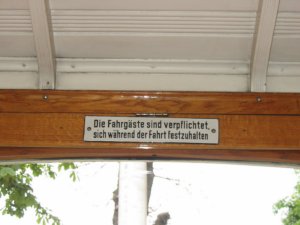 Die Fahrgäste sind verpflichtet,
sich während der Fahrt festzuhalten